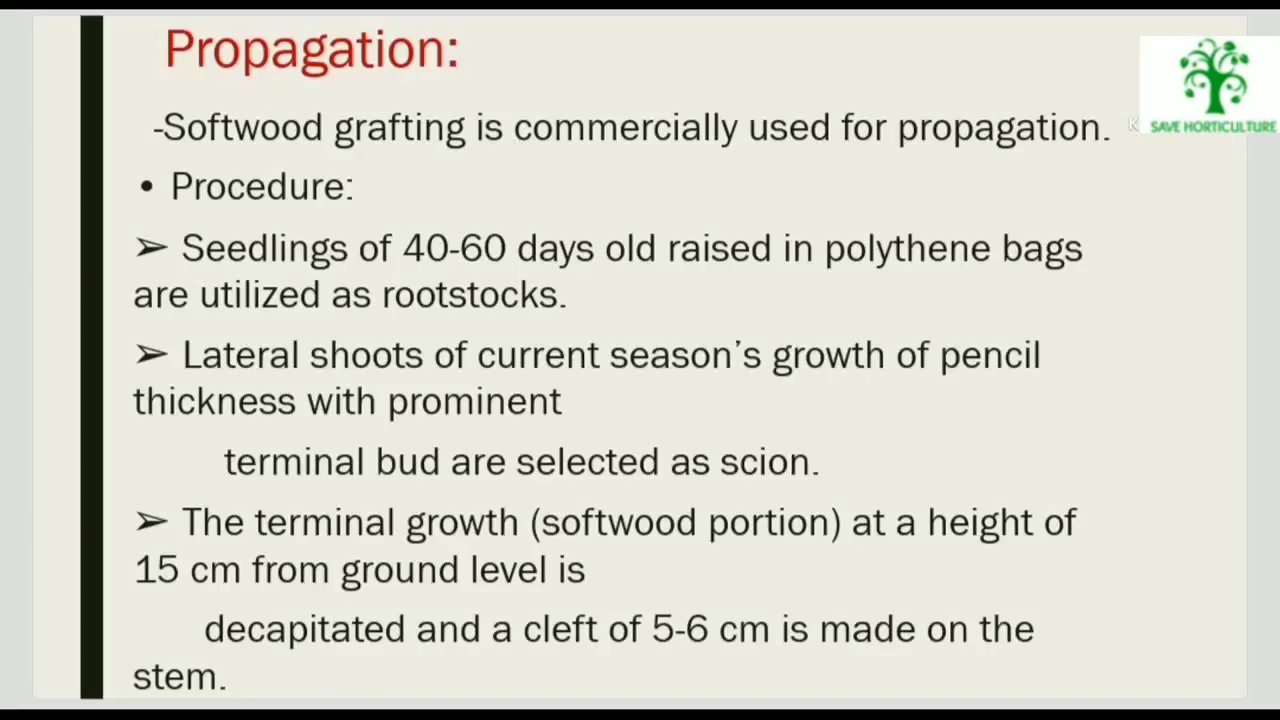 Propagation:
-Softwood grafting is commercially used for propagation.
SAVE HORTICULTURE
• Procedure:
➢ Seedlings of 40-60 days old raised in polythene bags
are utilized as rootstocks.
➢ Lateral shoots of current season’s growth of pencil
thickness with prominent
terminal bud are selected as scion.
➢ The terminal growth (softwood portion) at a height of
15 cm from ground level is
decapitated and a cleft of 5-6 cm is made on the
stem.